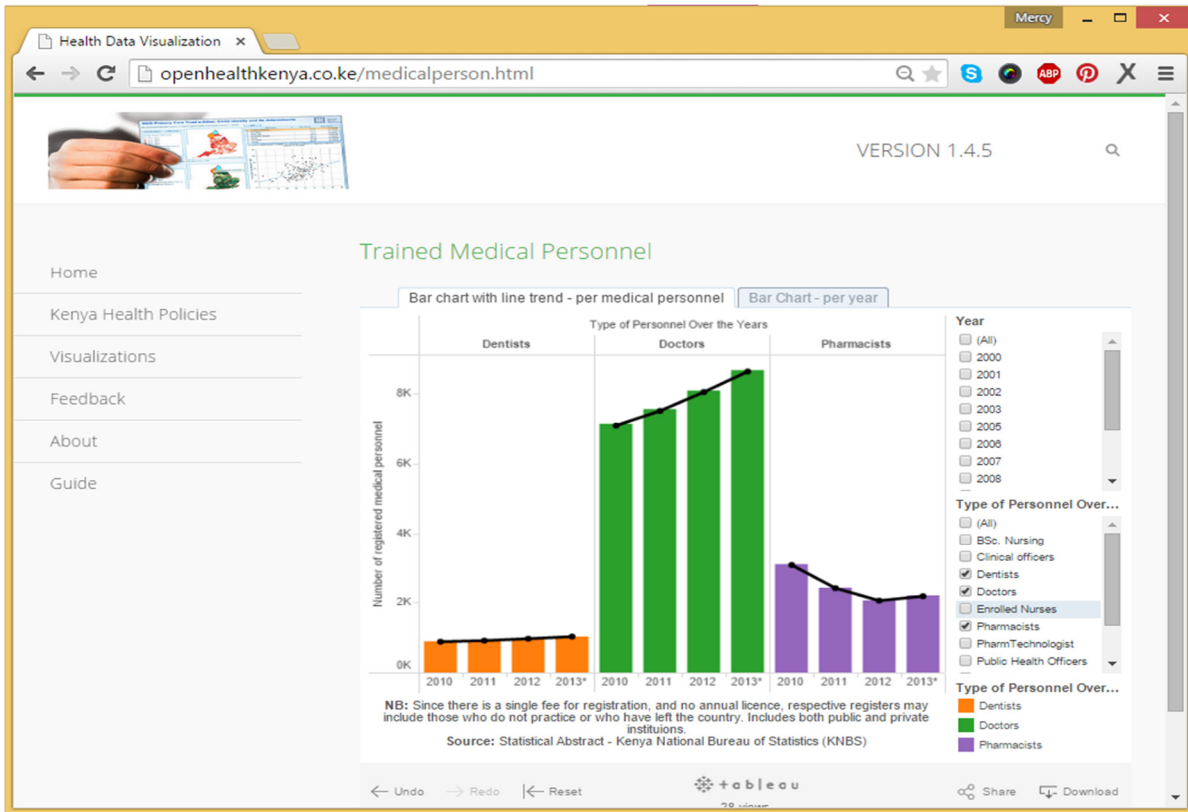 Mercy
Health Data Visualization
openhealthkenya.co.ke/medicalperson.html
ABP
VERSION 1.4.5
Home
Kenya Health Policies
Visualizations
Feedback
About
Guide
Trained Medical Personnel
Bar chart with line trend - per medical personnel
Bar Chart - per year
Type of Personnel Over the Years
Dentists Doctors Pharmacists
Number of registered medical personnel
8K
6K
4K
2K
0K
2010 2011 2012 2013* 2010 2011 2012 2013* 2010 2011 2012 2013*
NB: Since there is a single fee for registration, and no annual licence, respective registers may
include those who do not practice or who have left the country. Includes both public and private
instituions.
Source: Statistical Abstract - Kenya National Bureau of Statistics (KNBS)
Year
(All)
2000
2001
2002
2003
2005
2006
2007
2008
Type of Personnel Over...
(All)
BSc. Nursing
Clinical officers
Dentists
Doctors
Enrolled Nurses
Pharmacists
PharmTechnologist
Public Health Officers
Type of Personnel Over...
Dentists
Doctors
Pharmacists
Undo Redo Reset
tableau
28 views
Share Download